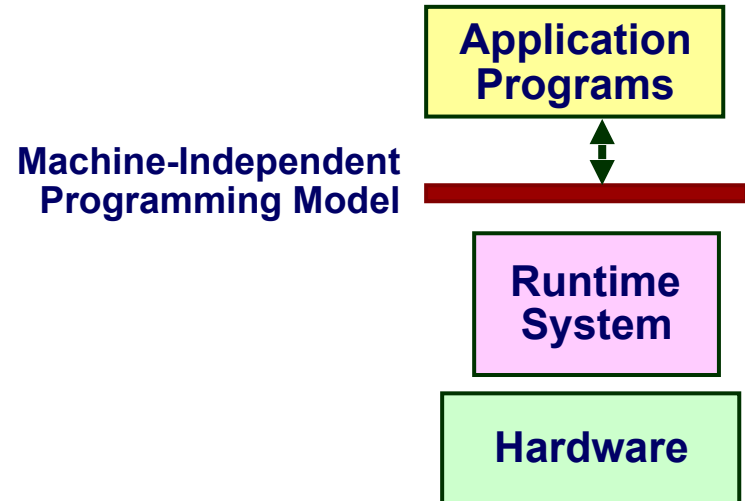 Application
Programs
Machine-Independent
Programming Model
Runtime
System
Hardware